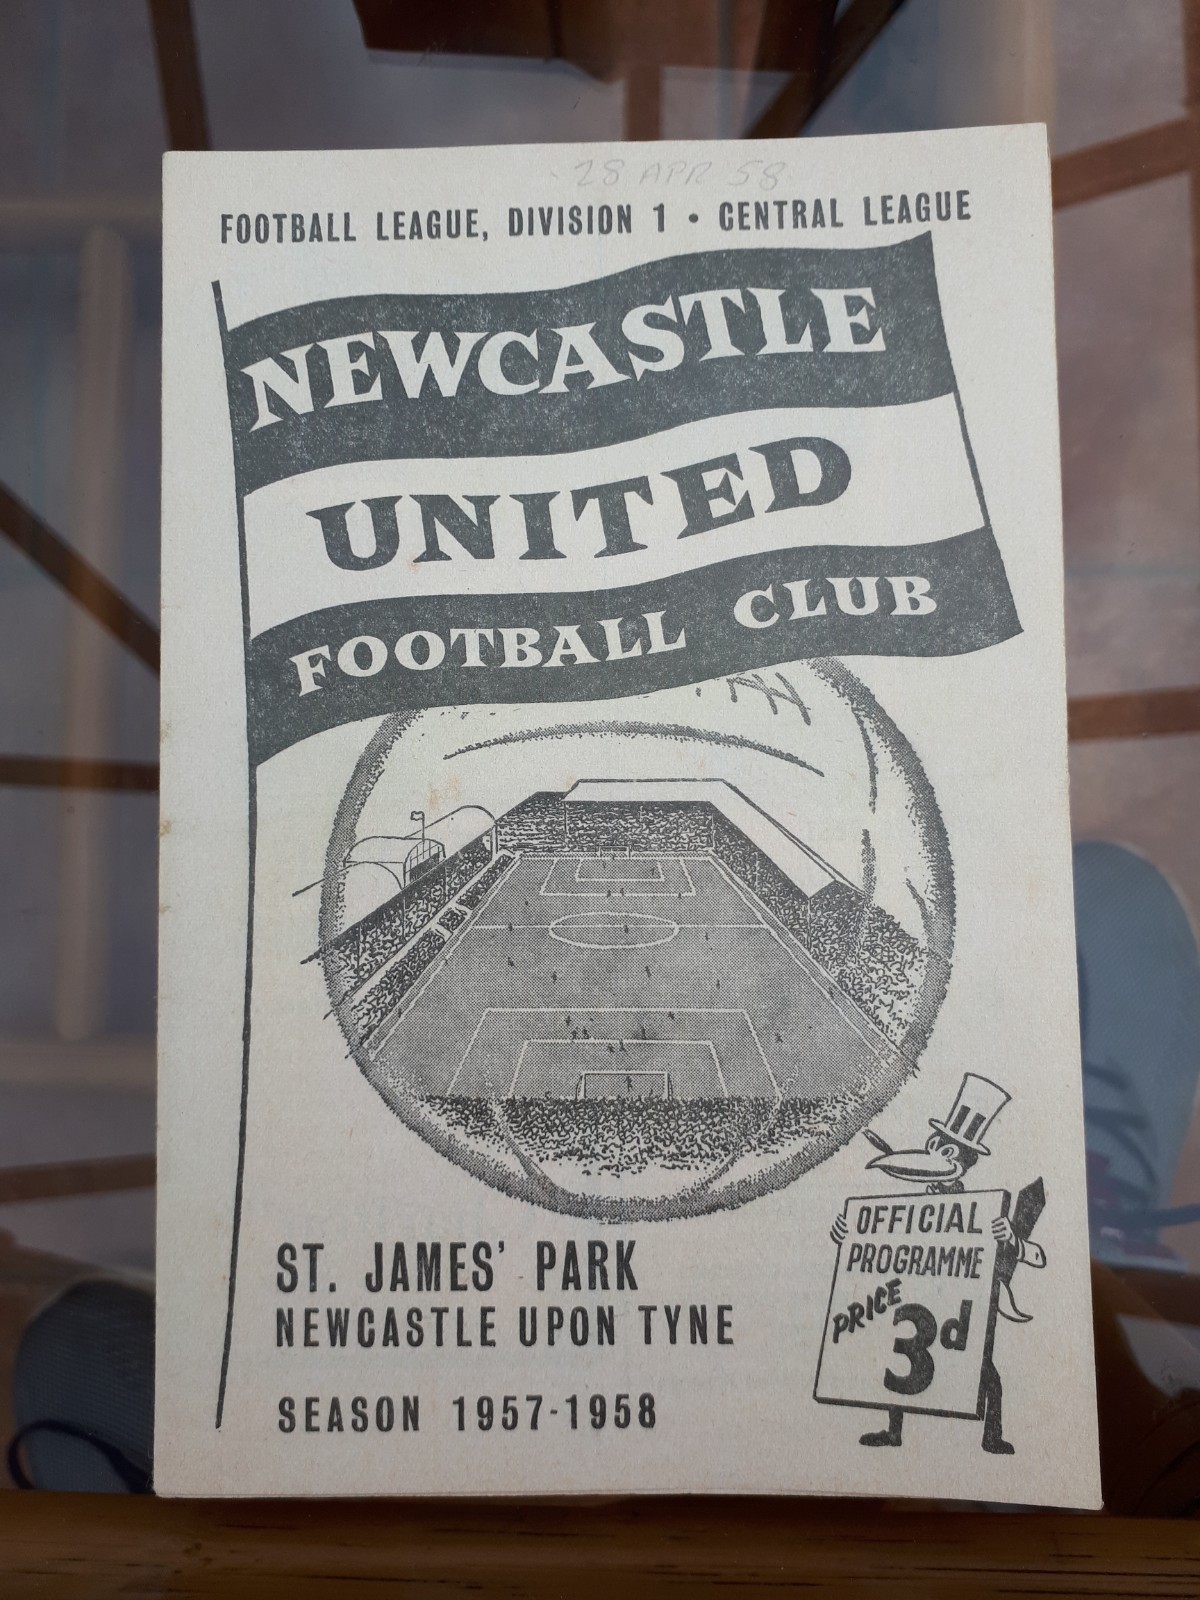 28 APR 58
FOOTBALL LEAGUE, DIVISION 1 • CENTRAL LEAGUE
NEWCASTLE
UNITED
FOOTBALL CLUB
ST. JAMES' PARK
NEWCASTLE UPON TYNE
SEASON 1957-1958
OFFICIAL
PROGRAMME
PRICE
3d